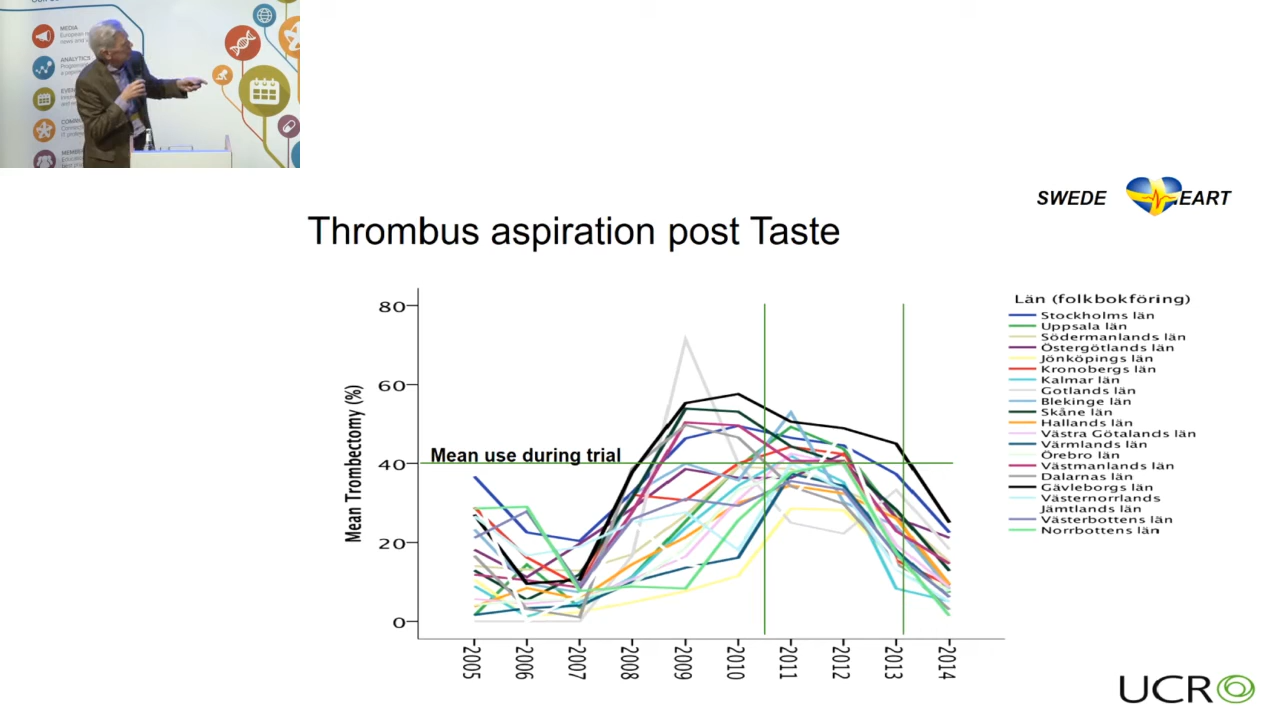 MEDIA
ANALYTICS
SWEDE HEART
Thrombus aspiration post Taste
Mean Trombectomy (%)
80
60
40
20
0
Mean use during trial
2005
2006
2007
2008
2009
2010
2011
2012
2013
2014
Län (folkbokföring)
Stockholms län
Uppsala län
Södermanlands län
Östergötlands län
Jönköpings län
Kronobergs län
Kalmar län
Gotlands län
Blekinge län
Skåne län
Hallands län
Västra Götalands län
Värmlands län
Örebro län
Västmanlands län
Dalarnas län
Gävleborgs län
Västernorrlands
Jämtlands län
Västerbottens län
Norrbottens län
UCR